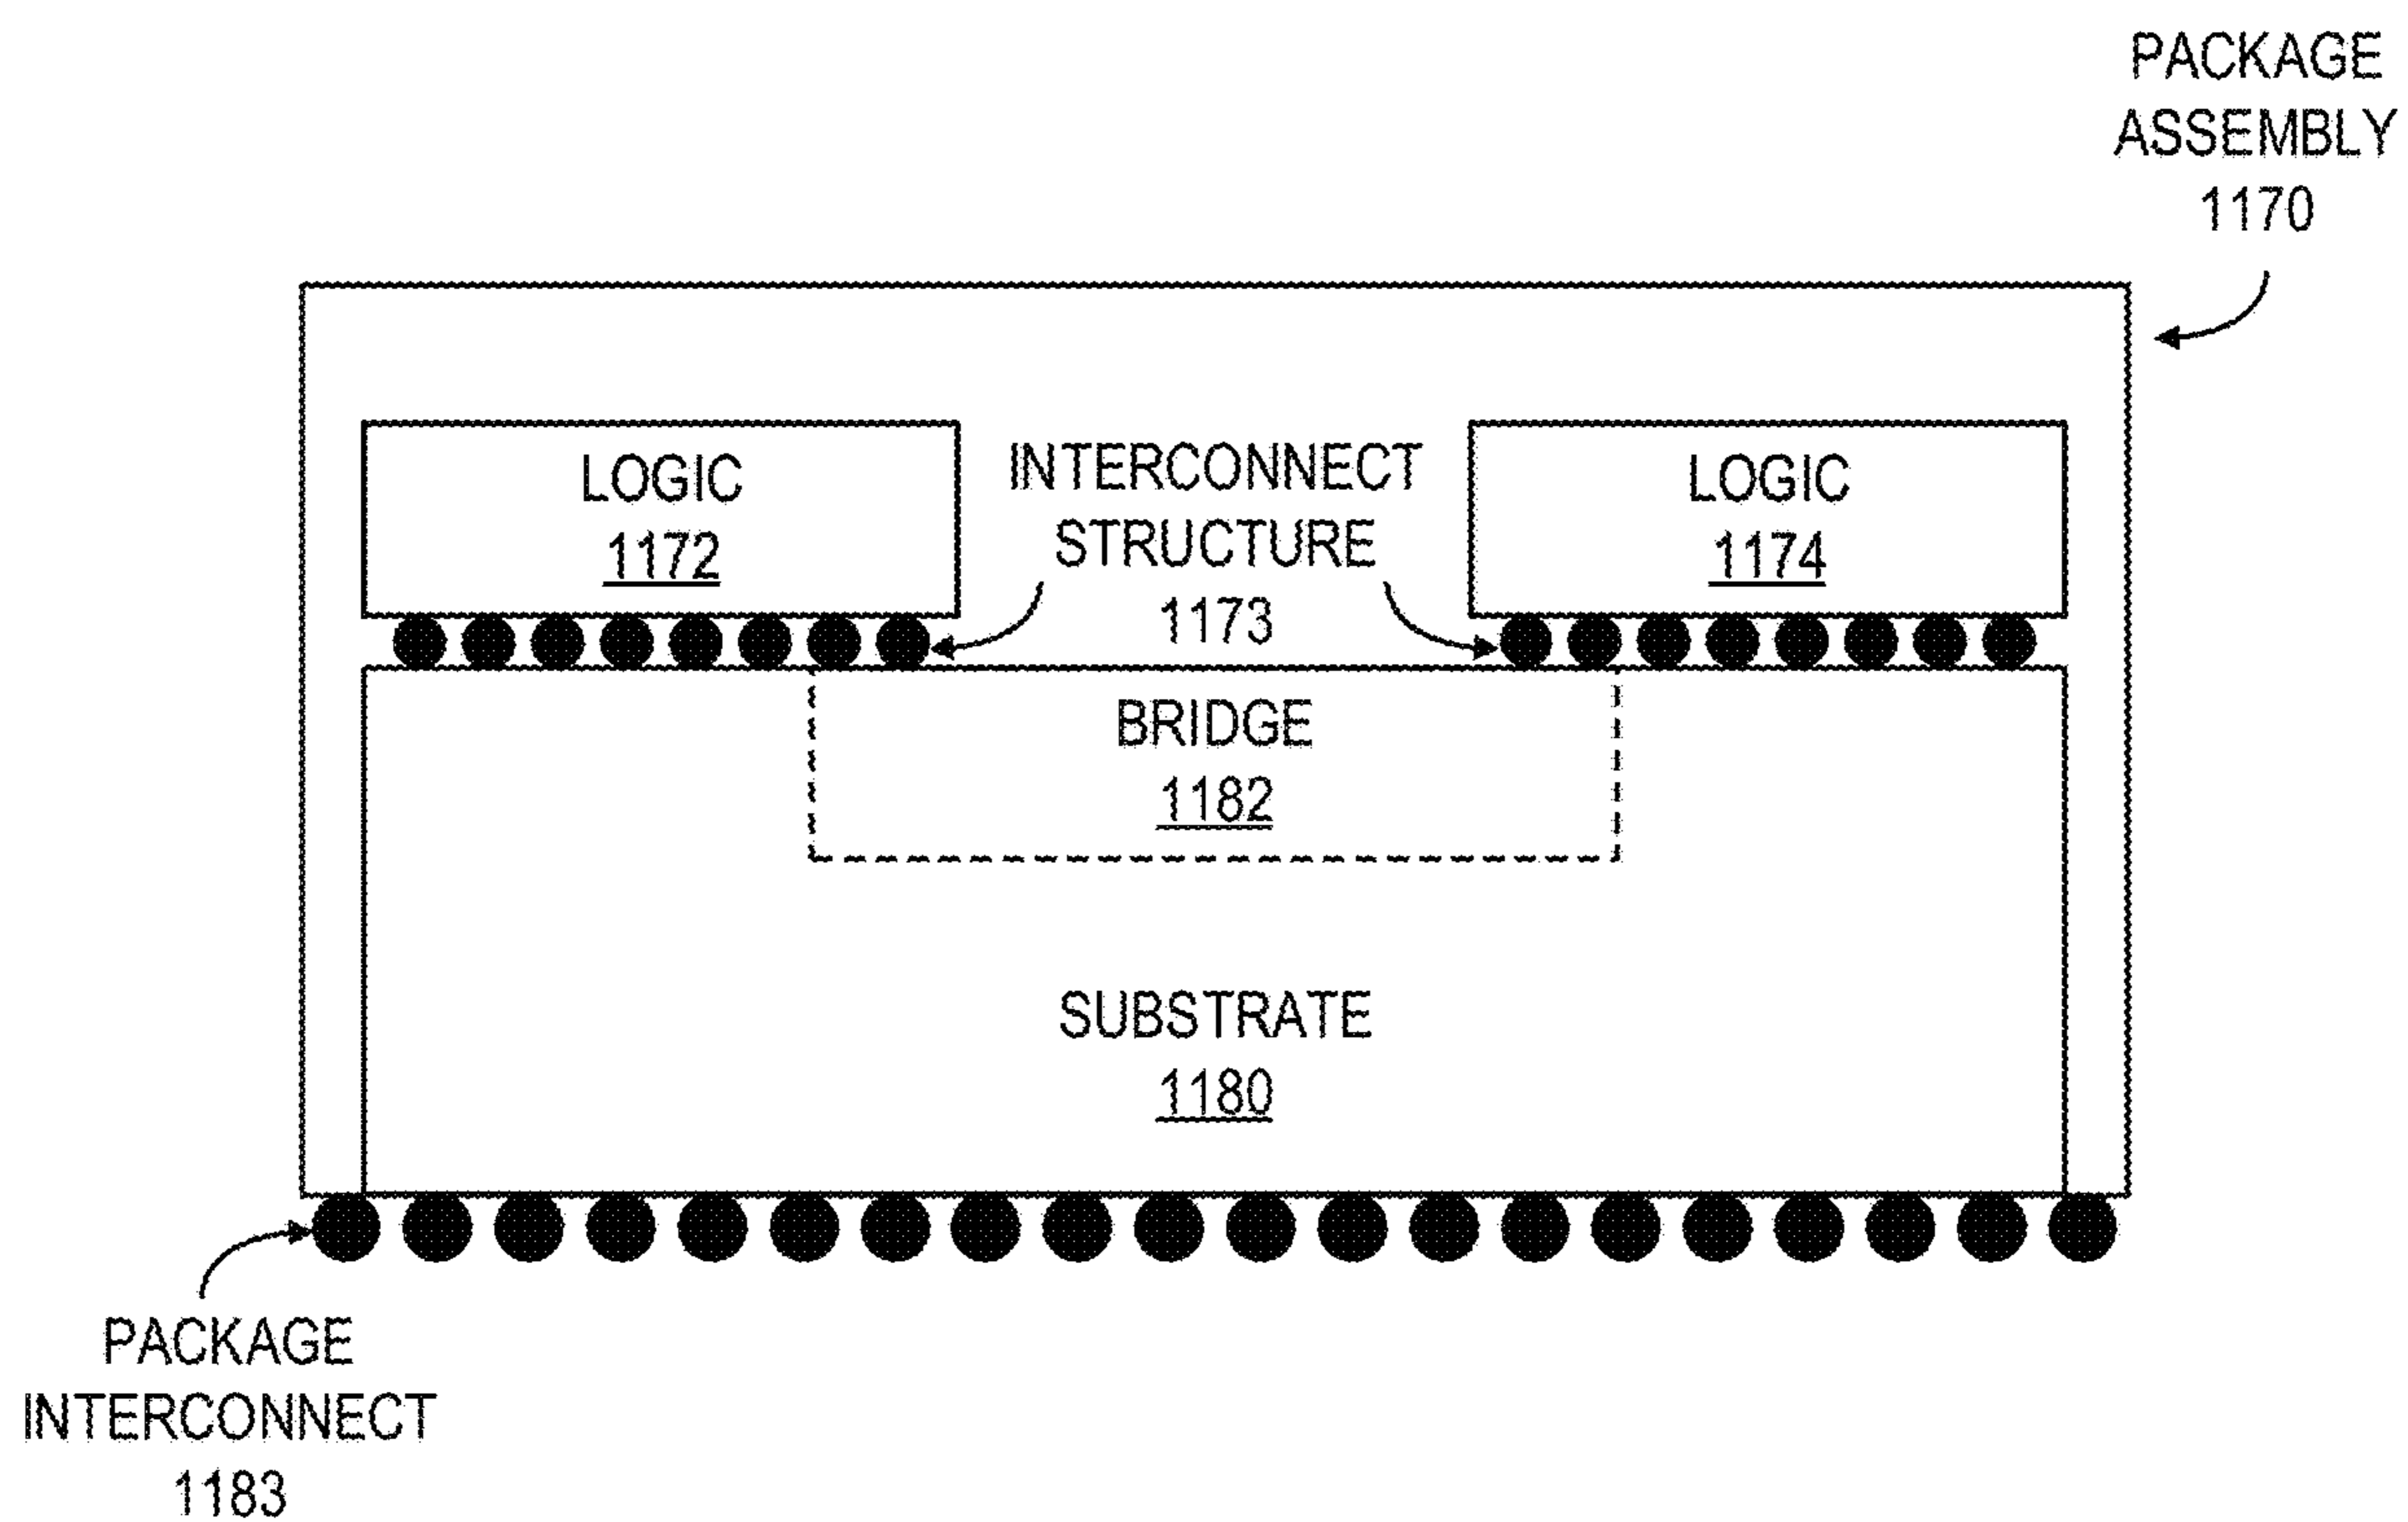 PACKAGE
ASSEMBLY
1170
LOGIC
1172
INTERCONNECT
STRUCTURE
1173
LOGIC
1174
BRIDGE
1182
SUBSTRATE
1180
PACKAGE
INTERCONNECT
1183